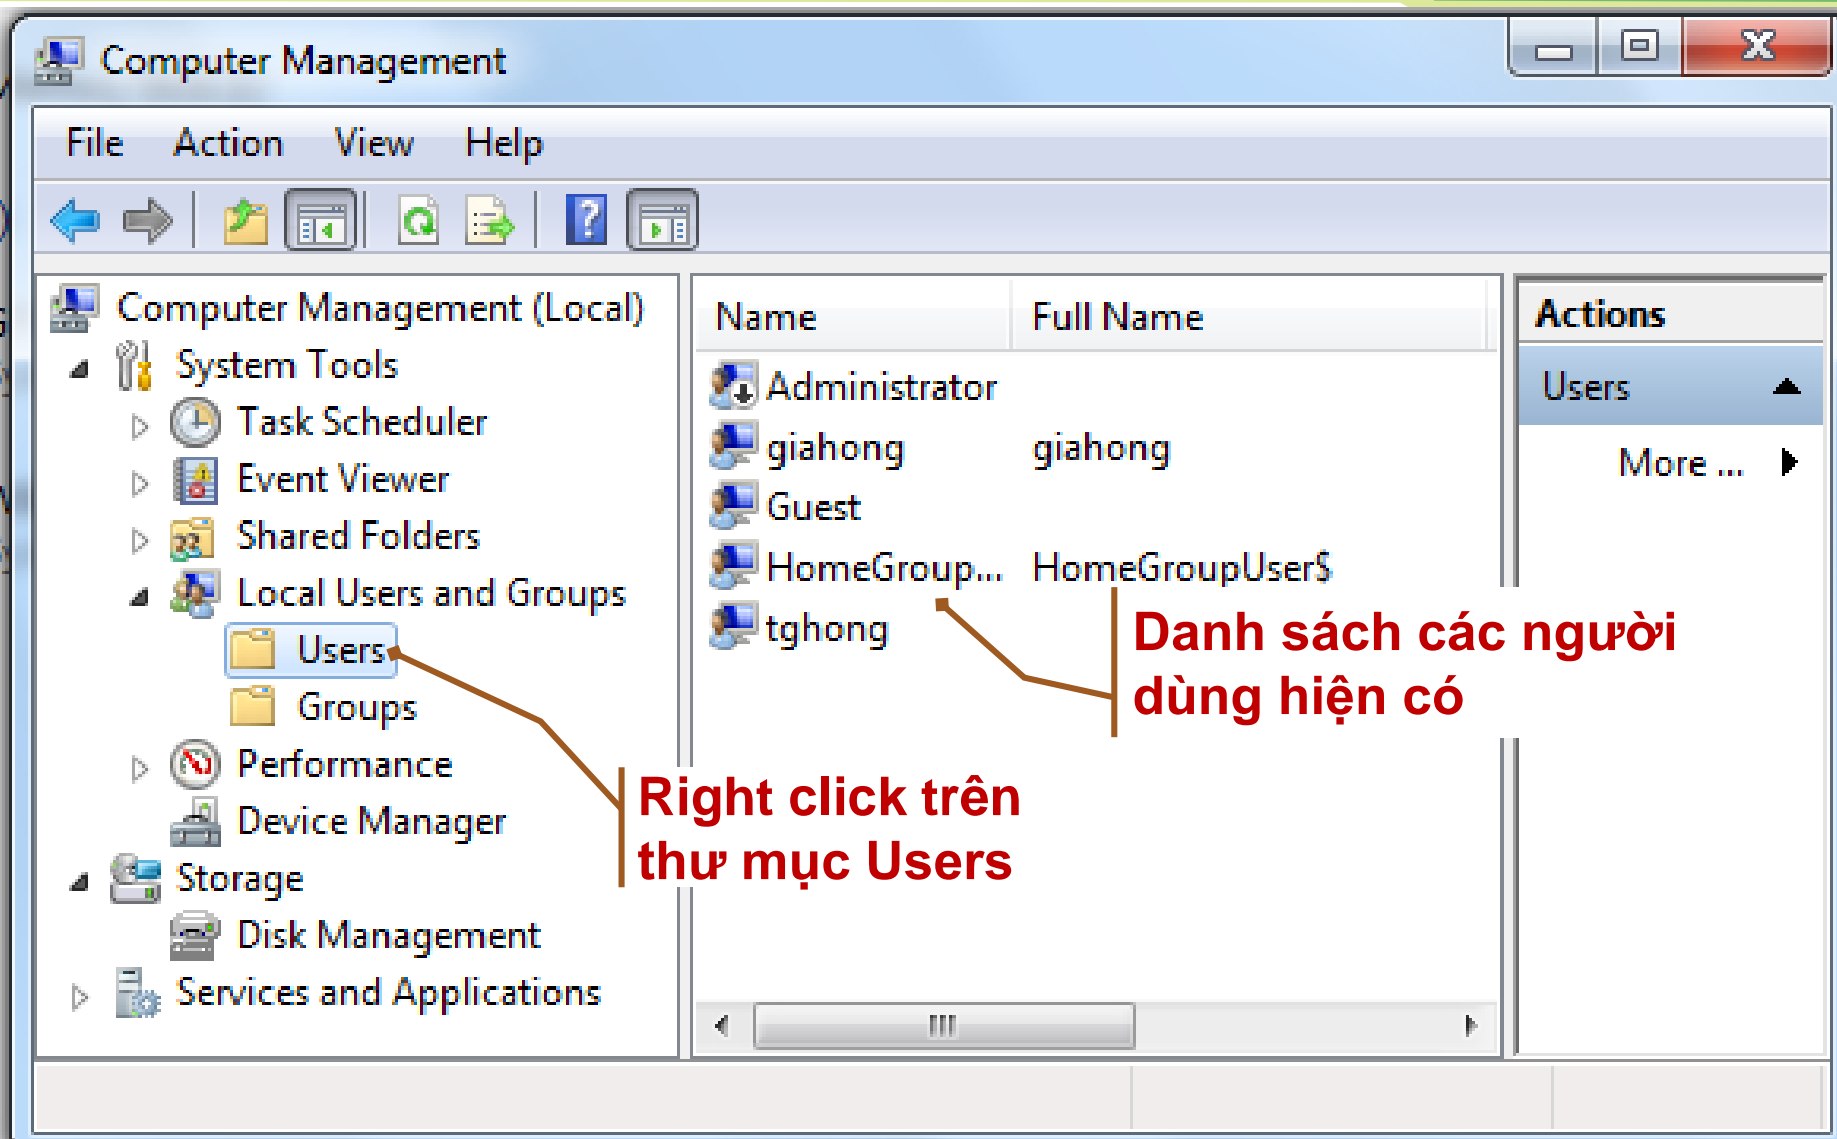 Computer Management
File Action View Help
Computer Management (Local)
System Tools
Task Scheduler
Event Viewer
Shared Folders
Local Users and Groups
Users
Groups
Performance
Device Manager
Storage
Disk Management
Services and Applications
Name Full Name
Administrator
giahong giahong
Guest
HomeGroup... HomeGroupUser$
tghong
Actions
Users
More ...
Danh sách các người
dùng hiện có
Right click trên
thư mục Users